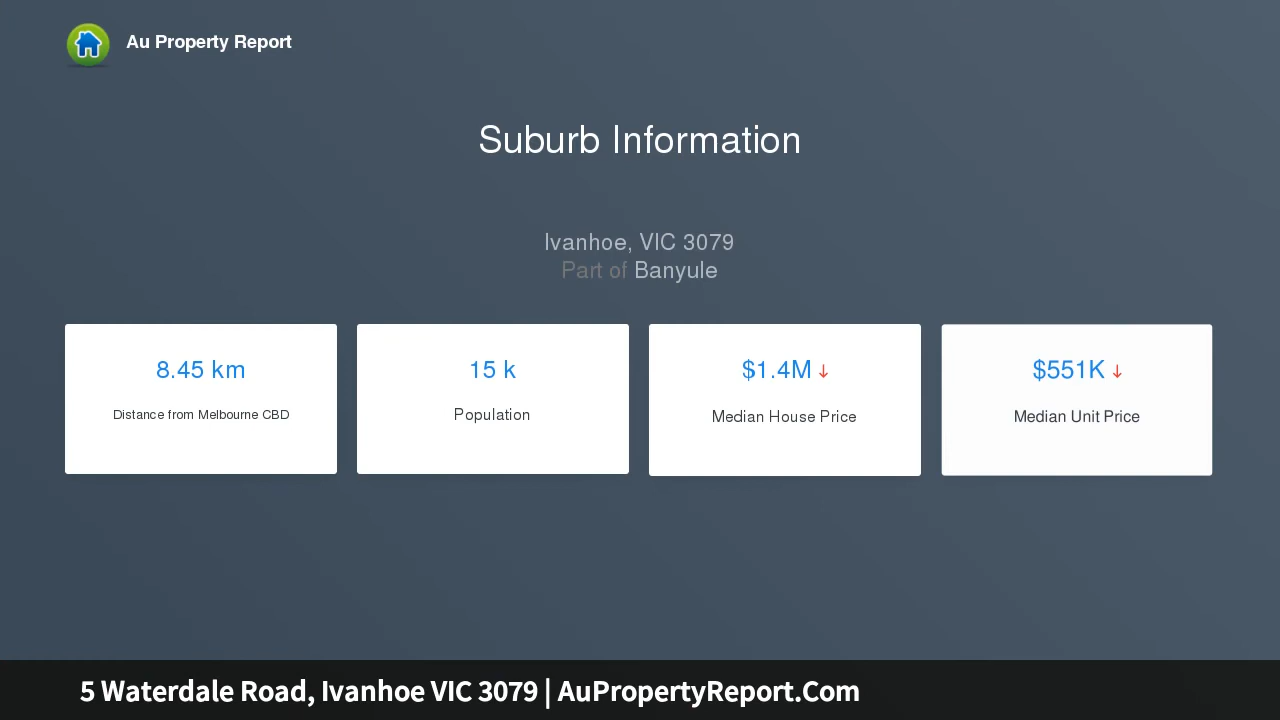 Au Property Report
Suburb Information
Ivanhoe, VIC 3079
Part of Banyule
8.45 km
Distance from Melbourne CBD
15 k
Population
$1.4M ↓
Median House Price
$551K ↓
Median Unit Price
5 Waterdale Road, Ivanhoe VIC 3079 | AuPropertyReport.Com